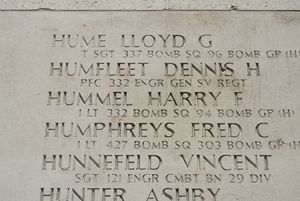 HUME LLOYD G
T SGT 337 BOMB SQ 96 BOMB GP (H)
HUMFLEET DENNIS H
PFC 332 ENGR GEN SV REGT
HUMMEL HARRY F
1 LT 332 BOMB SQ 94 BOMB GP (H)
HUMPHREYS FRED C
1 LT 427 BOMB SQ 303 BOMB GP (H)
HUNNEFELD VINCENT
SGT 121 ENGR CMBT BN 29 DIV
HUNTER ASHBY